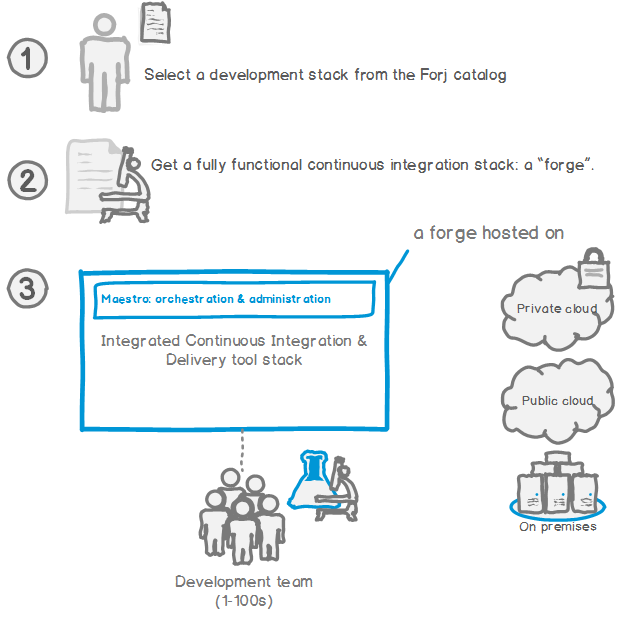 1
Select a development stack from the Forj catalog
2
Get a fully functional continuous integration stack: a “forge”.
a forge hosted on
3
Maestro: orchestration & administration
Integrated Continuous Integration &
Delivery tool stack
Private cloud
Public cloud
On premises
Development team
(1-100s)